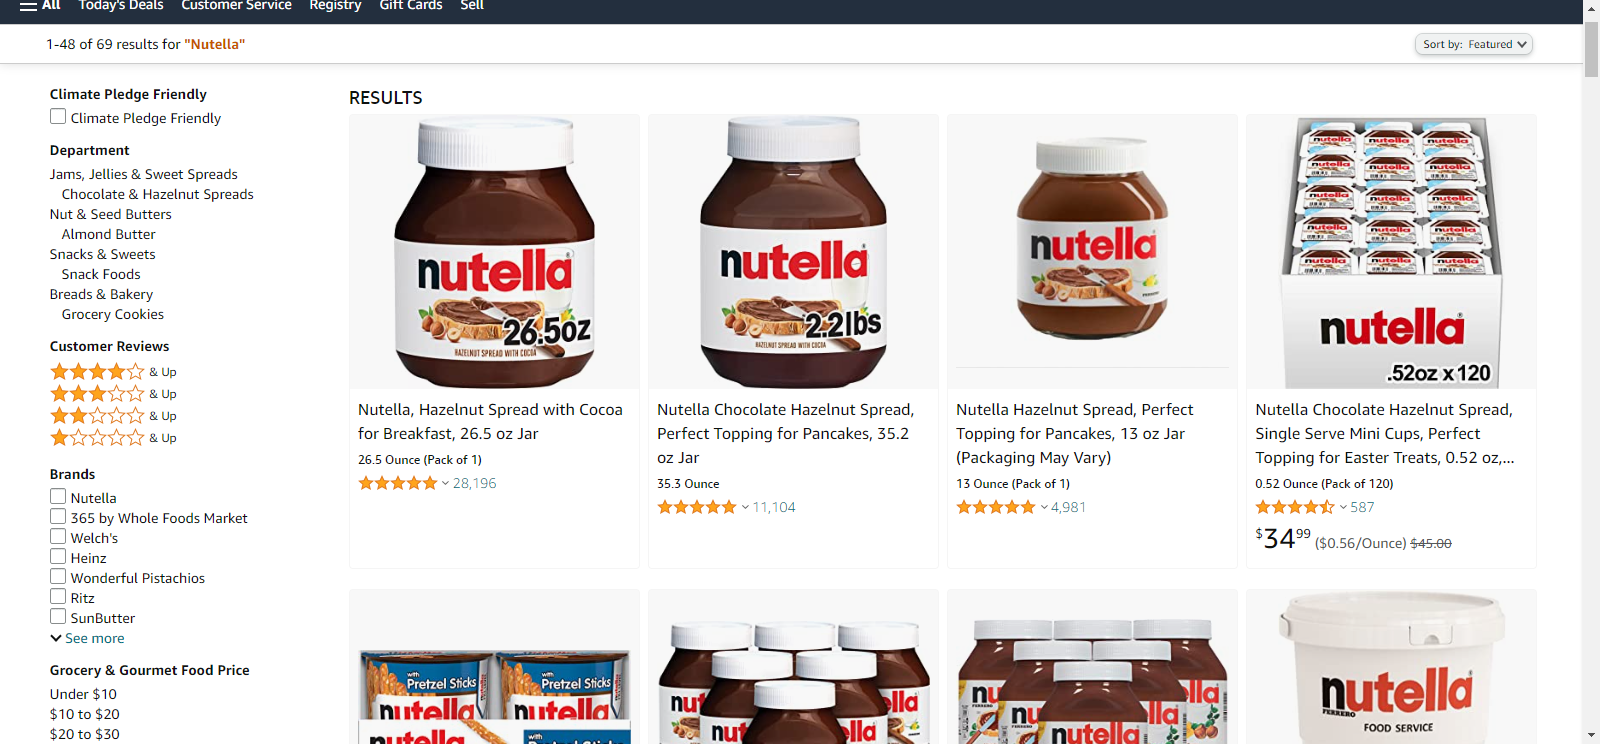 All Today's Deals Customer Service Registry Gift Cards Sell
1-48 of 69 results for "Nutella"
Sort by: Featured
Climate Pledge Friendly
Climate Pledge Friendly
Department
Jams, Jellies & Sweet Spreads
Chocolate & Hazelnut Spreads
Nut & Seed Butters
Almond Butter
Snacks & Sweets
Snack Foods
Breads & Bakery
Grocery Cookies
Customer Reviews
& Up
& Up
& Up
& Up
Brands
Nutella
365 by Whole Foods Market
Welch's
Heinz
Wonderful Pistachios
Ritz
SunButter
See more
Grocery & Gourmet Food Price
Under $10
$10 to $20
$20 to $30
RESULTS
nutella
26.5oz
HAZELNUT SPREAD WITH COCOA
Nutella, Hazelnut Spread with Cocoa
for Breakfast, 26.5 oz Jar
26.5 Ounce (Pack of 1)
28,196
nutella
2.2lbs
HAZELNUT SPREAD WITH COCOA
Nutella Chocolate Hazelnut Spread,
Perfect Topping for Pancakes, 35.2
oz Jar
35.3 Ounce
11,104
nutella
Nutella Hazelnut Spread, Perfect
Topping for Pancakes, 13 oz Jar
(Packaging May Vary)
13 Ounce (Pack of 1)
4,981
nutella
.52oz x 120
Nutella Chocolate Hazelnut Spread,
Single Serve Mini Cups, Perfect
Topping for Easter Treats, 0.52 oz,...
0.52 Ounce (Pack of 120)
587
$34.99 ($0.56/Ounce) $45.00
with Pretzel Sticks
with Pretzel Sticks
nutella
nutella
nutella
with
Pretzel Sticks
nutella
nutella
nutella
FERRERO
FOOD SERVICE